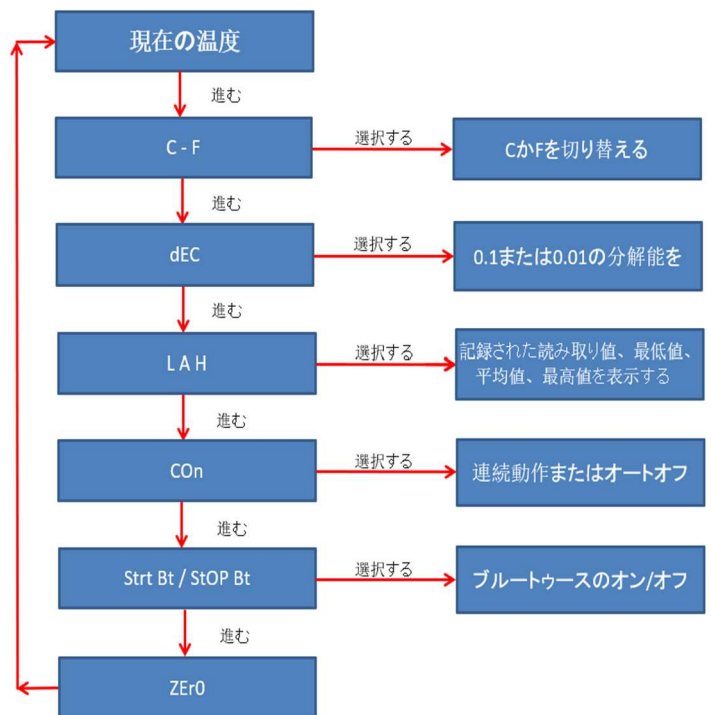 現在の温度
進む
C - F
選択する
CかFを切り替える
進む
dEC
選択する
0.1または0.01の分解能を
進む
L A H
選択する
記録された読み取り値、最低値、
平均値、最高値を表示する
進む
COn
選択する
連続動作またはオートオフ
進む
Strt Bt / StOP Bt
選択する
ブルートゥースのオン/オフ
進む
ZEr0